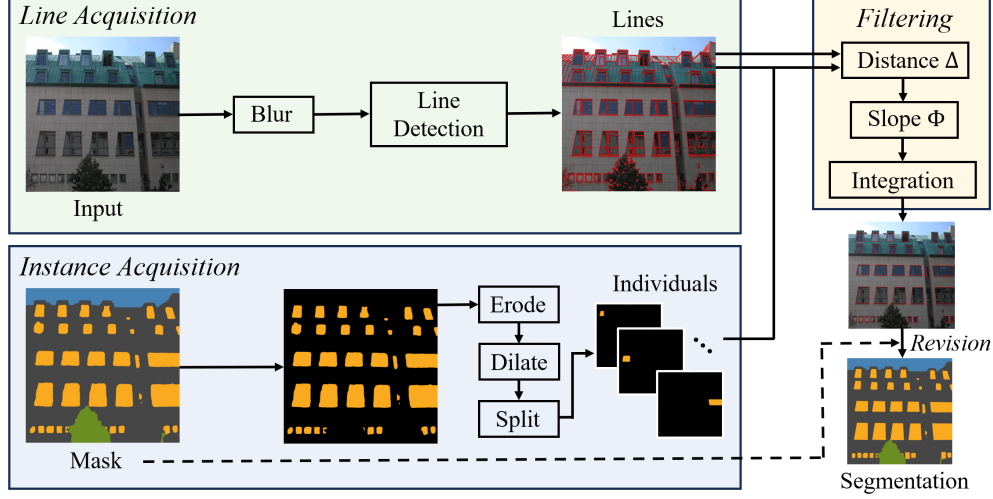 Line Acquisition
Lines
Input
Blur
Line
Detection
Filtering
Distance Δ
Slope Φ
Integration
Instance Acquisition
Mask
Erode
Dilate
Split
Individuals
Revision
Segmentation